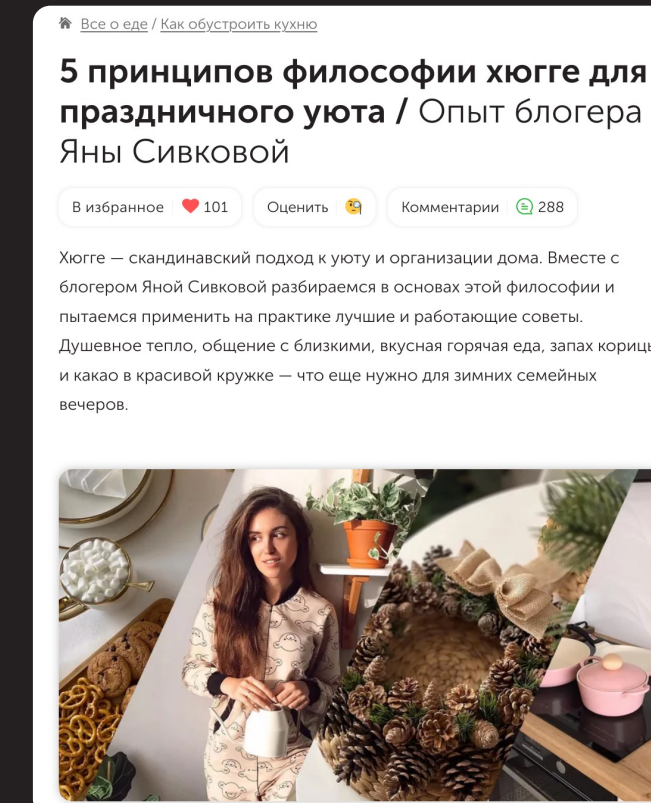 Все о еде / Как обустроить кухню
5 принципов философии хюгге для
праздничного уюта / Опыт блогера
Яны Сивковой
В избранное 101 Оценить Комментарии 288
Хюгге — скандинавский подход к уюту и организации дома. Вместе с
блогером Яной Сивковой разбираемся в основах этой философии и
пытаемся применить на практике лучшие и работающие советы.
Душевное тепло, общение с близкими, вкусная горячая еда, запах кориць
и какао в красивой кружке — что еще нужно для зимних семейных
вечеров.